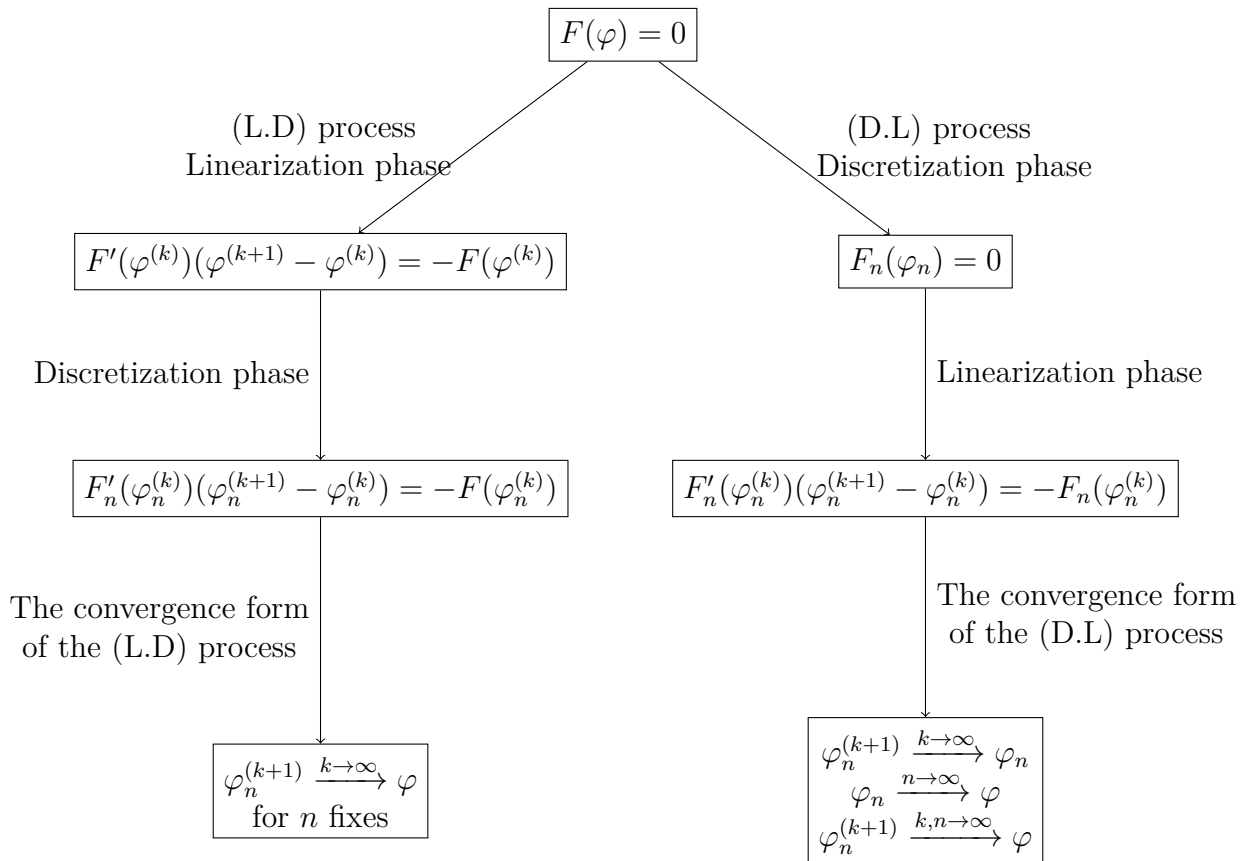 F(φ) = 0
(L.D) process
Linearization phase
(D.L) process
Discretization phase
F′(φ^(k))(φ^(k+1) − φ^(k)) = −F(φ^(k))
F_n(φ_n) = 0
Discretization phase
Linearization phase
F′_n(φ_n^(k))(φ_n^(k+1) − φ_n^(k)) = −F(φ_n^(k))
F′_n(φ_n^(k))(φ_n^(k+1) − φ_n^(k)) = −F_n(φ_n^(k))
The convergence form
of the (L.D) process
The convergence form
of the (D.L) process
φ_n^(k+1) —k→∞→ φ
for n fixes
φ_n^(k+1) —k→∞→ φ_n
φ_n —n→∞→ φ
φ_n^(k+1) —k,n→∞→ φ